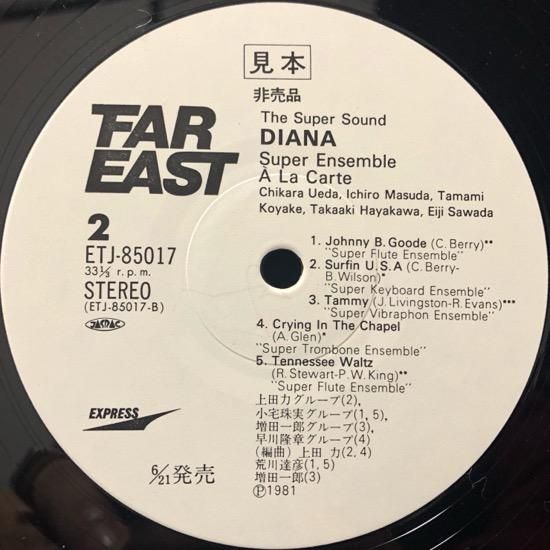 見本
非売品
The Super Sound
DIANA
Super Ensemble
À La Carte
Chikara Ueda, Ichiro Masuda, Tamami
Koyake, Takaaki Hayakawa, Eiji Sawada
FAR
EAST
2
ETJ-85017
33⅓ r.p.m.
STEREO
(ETJ-85017-B)
JASRAC
1. Johnny B. Goode (C. Berry)**
"Super Flute Ensemble"
2. Surfin U.S.A (C. Berry-
B. Wilson)*
"Super Keyboard Ensemble"
3. Tammy (J. Livingston-R. Evans)***
"Super Vibraphon Ensemble"
4. Crying In The Chapel
(A. Glen)*
"Super Trombone Ensemble"
5. Tennessee Waltz
(R. Stewart-P.W. King)**
"Super Flute Ensemble"
上田力グループ(2),
小宅珠実グループ(1, 5),
増田一郎グループ(3),
早川隆章グループ(4)
(編曲) 上田 力(2,4)
荒川達彦(1,5)
増田一郎(3)
Ⓟ1981
EXPRESS
6/21発売